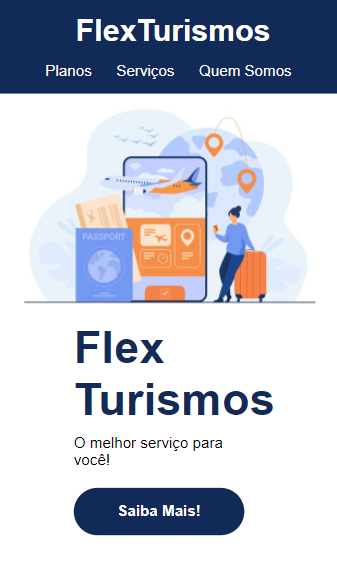 FlexTurismos
Planos Serviços Quem Somos
PASSPORT
Flex
Turismos
O melhor serviço para
você!
Saiba Mais!